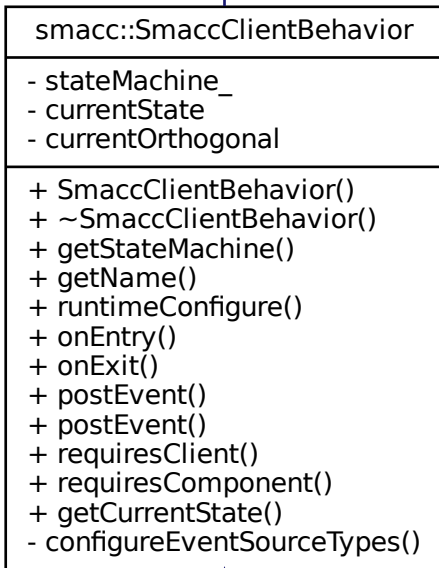 smacc::SmaccClientBehavior
- stateMachine_
- currentState
- currentOrthogonal
+ SmaccClientBehavior()
+ ~SmaccClientBehavior()
+ getStateMachine()
+ getName()
+ runtimeConfigure()
+ onEntry()
+ onExit()
+ postEvent()
+ postEvent()
+ requiresClient()
+ requiresComponent()
+ getCurrentState()
- configureEventSourceTypes()